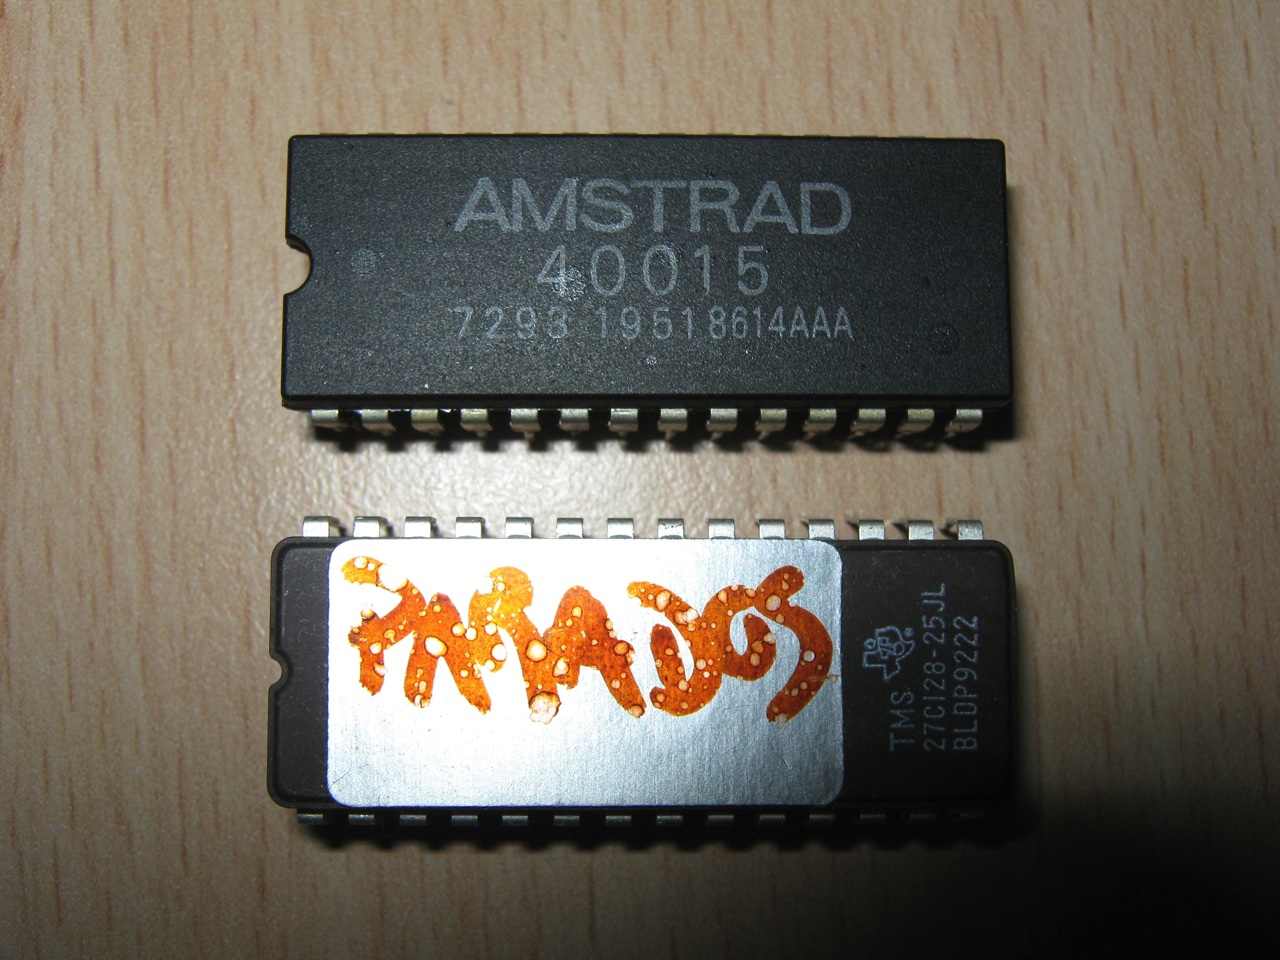 AMSTRAD
40015
7293 19518614AAA
PARADOS
TMS
27C128-25JL
BLDP9222